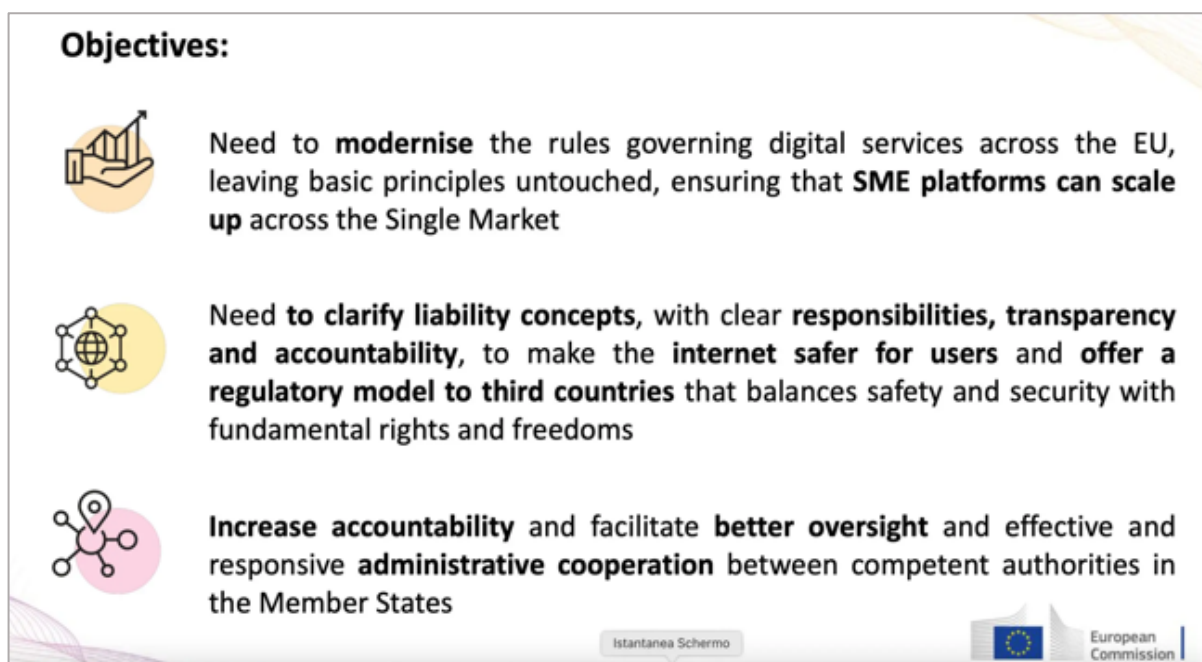 Objectives:
Need to modernise the rules governing digital services across the EU,
leaving basic principles untouched, ensuring that SME platforms can scale
up across the Single Market
Need to clarify liability concepts, with clear responsibilities, transparency
and accountability, to make the internet safer for users and offer a
regulatory model to third countries that balances safety and security with
fundamental rights and freedoms
Increase accountability and facilitate better oversight and effective and
responsive administrative cooperation between competent authorities in
the Member States
Istantanea Schermo
European
Commission